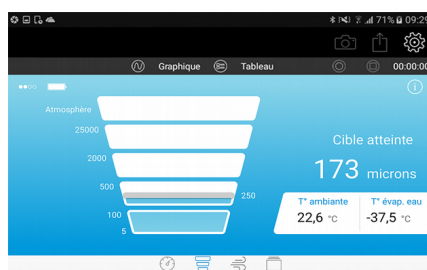 71% 09:29
Graphique Tableau 00:00:00
Atmosphère
25000
2000
500
250
100
5
Cible atteinte
173 microns
T° ambiante T° évap. eau
22,6 °C -37,5 °C